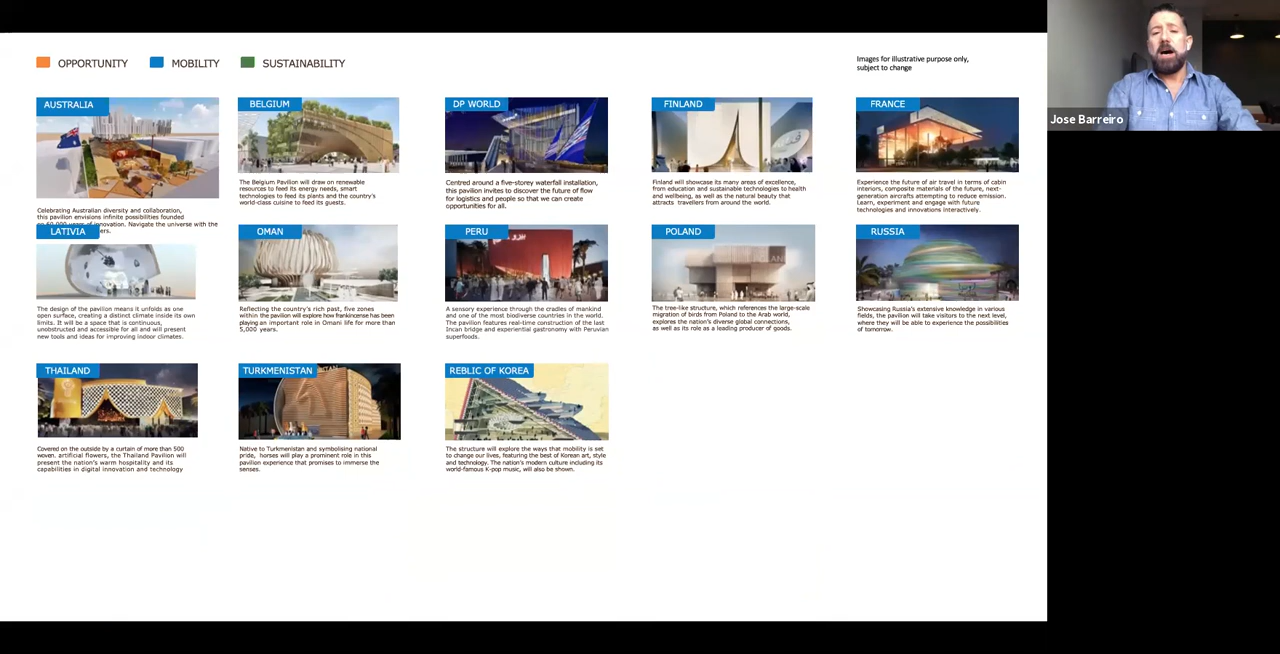 OPPORTUNITY
MOBILITY
SUSTAINABILITY
Images for illustrative purpose only,
subject to change
Jose Barreiro
AUSTRALIA
Celebrating Australian diversity and collaboration,
this pavilion envisions infinite possibilities founded
innovation. Navigate the universe with the
ers.
BELGIUM
The Belgium Pavilion will draw on renewable
resources to feed its energy needs, smart
technologies to feed its plants and the country's
world-class cuisine to feed its guests.
DP WORLD
Centred around a five-storey waterfall installation,
this pavilion invites to discover the future of flow
for logistics and people so that we can create
opportunities for all.
FINLAND
Finland will showcase its many areas of excellence,
from education and sustainable technologies to health
and wellbeing, as well as the natural beauty that
attracts travellers from around the world.
FRANCE
Experience the future of air travel in terms of cabin
interiors, composite materials of the future, next-
generation aircrafts attempting to reduce emission.
Learn, experiment and engage with future
technologies and innovations interactively.
LATIVIA
The design of the pavilion means it unfolds as one
open surface, creating a distinct climate inside its own
limits. It will be a space that is continuous,
unobstructed and accessible for all and will present
new tools and ideas for improving indoor climates.
OMAN
Reflecting the country's rich past, five zones
within the pavilion will explore how frankincense has been
playing an important role in Omani life for more than
5,000 years.
PERU
A sensory experience through the cradles of mankind
and one of the most biodiverse countries in the world.
The pavilion features real-time construction of the last
Incan bridge and experiential gastronomy with Peruvian
superfoods.
POLAND
POLAND
The tree-like structure, which references the large-scale
migration of birds from Poland to the Arab world,
explores the nation's diverse global connections,
as well as its role as a leading producer of goods.
RUSSIA
Showcasing Russia's extensive knowledge in various
fields, the pavilion will take visitors to the next level,
where they will be able to experience the possibilities
of tomorrow.
THAILAND
Covered on the outside by a curtain of more than 500
woven. artificial flowers, the Thailand Pavilion will
present the nation's warm hospitality and its
capabilities in digital innovation and technology
TURKMENISTAN
Native to Turkmenistan and symbolising national
pride, horses will play a prominent role in this
pavilion experience that promises to immerse the
senses.
REBLIC OF KOREA
The structure will explore the ways that mobility is set
to change our lives, featuring the best of Korean art, style
and technology. The nation's modern culture including its
world-famous K-pop music, will also be shown.